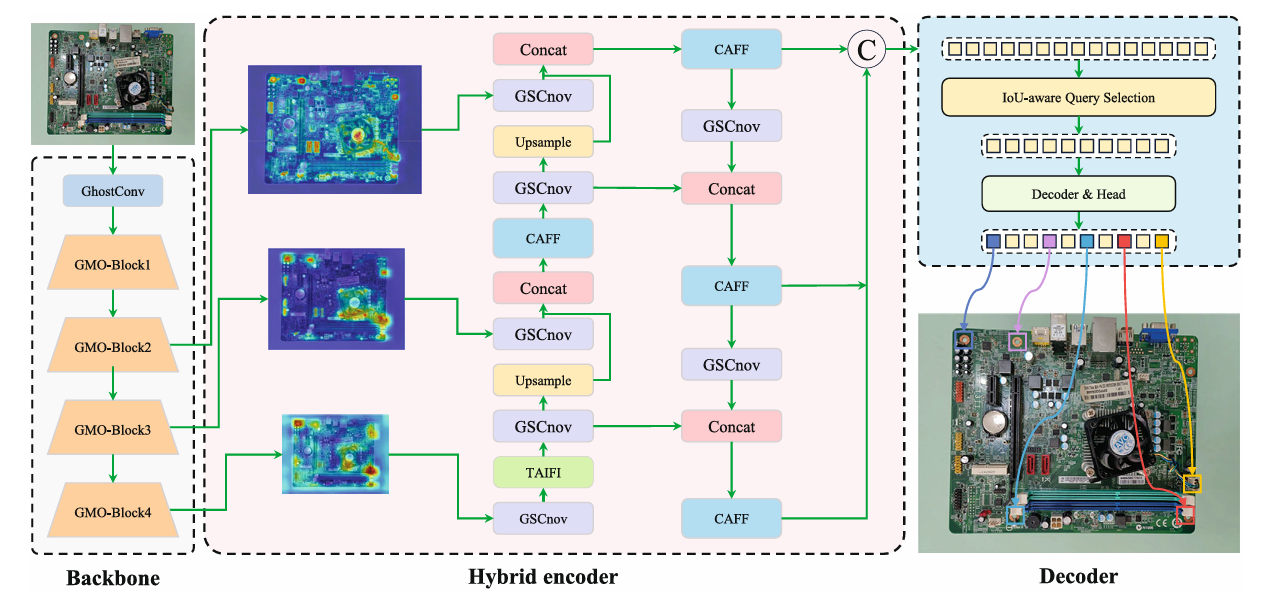 GhostConv
GMO-Block1
GMO-Block2
GMO-Block3
GMO-Block4
Backbone
Concat
GSCnov
Upsample
GSCnov
CAFF
Concat
GSCnov
Upsample
GSCnov
TAIFI
GSCnov
CAFF
GSCnov
Concat
CAFF
GSCnov
Concat
CAFF
C
Hybrid encoder
IoU-aware Query Selection
Decoder & Head
Decoder